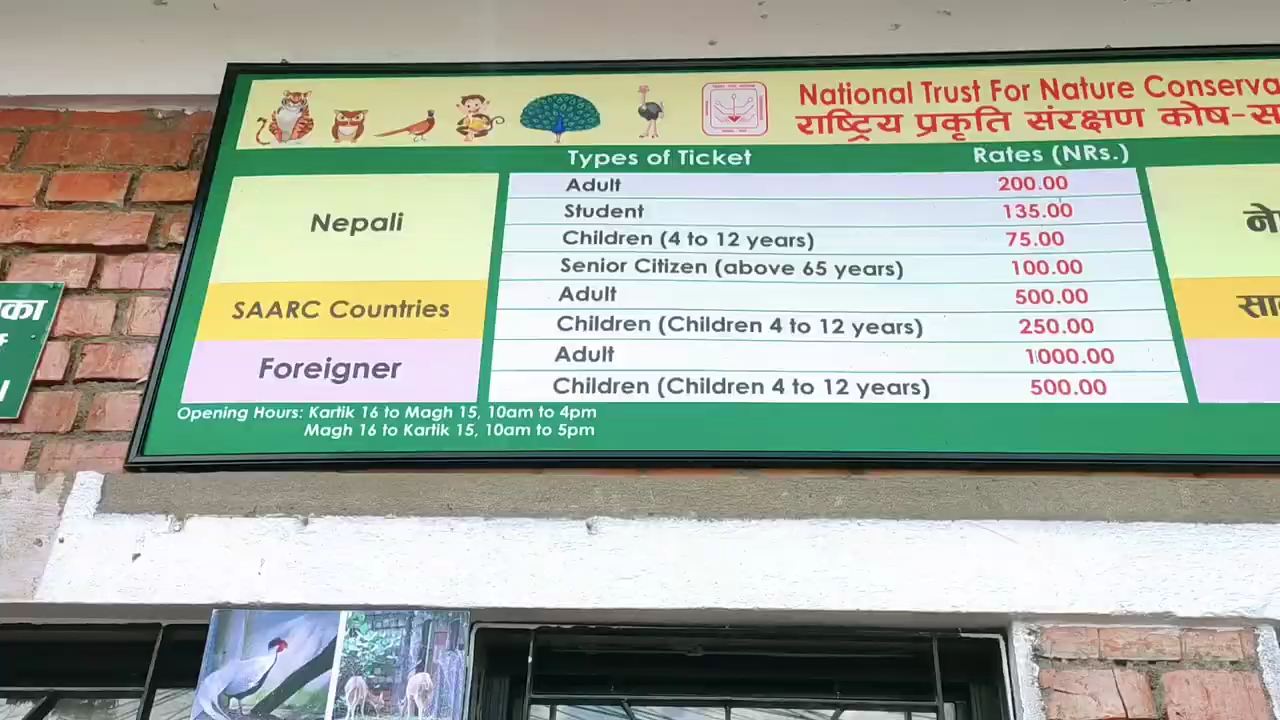 National Trust For Nature
राष्ट्रिय प्रकृति संरक्षण कोष
Types of Ticket Rates (NRs.)
Nepali
Adult 200.00
Student 135.00
Children (4 to 12 years) 75.00
Senior Citizen (above 65 years) 100.00
SAARC Countries
Adult 500.00
Children (Children 4 to 12 years) 250.00
Foreigner
Adult 1000.00
Children (Children 4 to 12 years) 500.00
Opening Hours: Kartik 16 to Magh 15, 10am to 4pm
Magh 16 to Kartik 15, 10am to 5pm